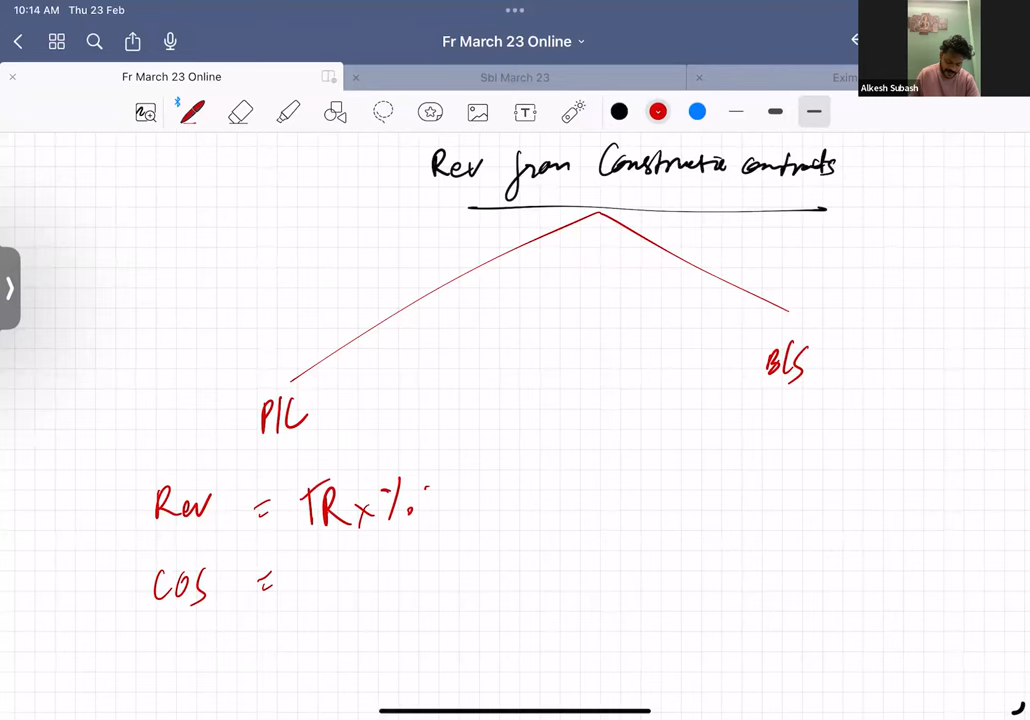 10:14 AM Thu 23 Feb
Fr March 23 Online
Fr March 23 Online
Sbl March 23
Exim
Alkesh Subash
T
Rev from Construction contracts
P/L
B/S
Rev = TR x %.
COS =